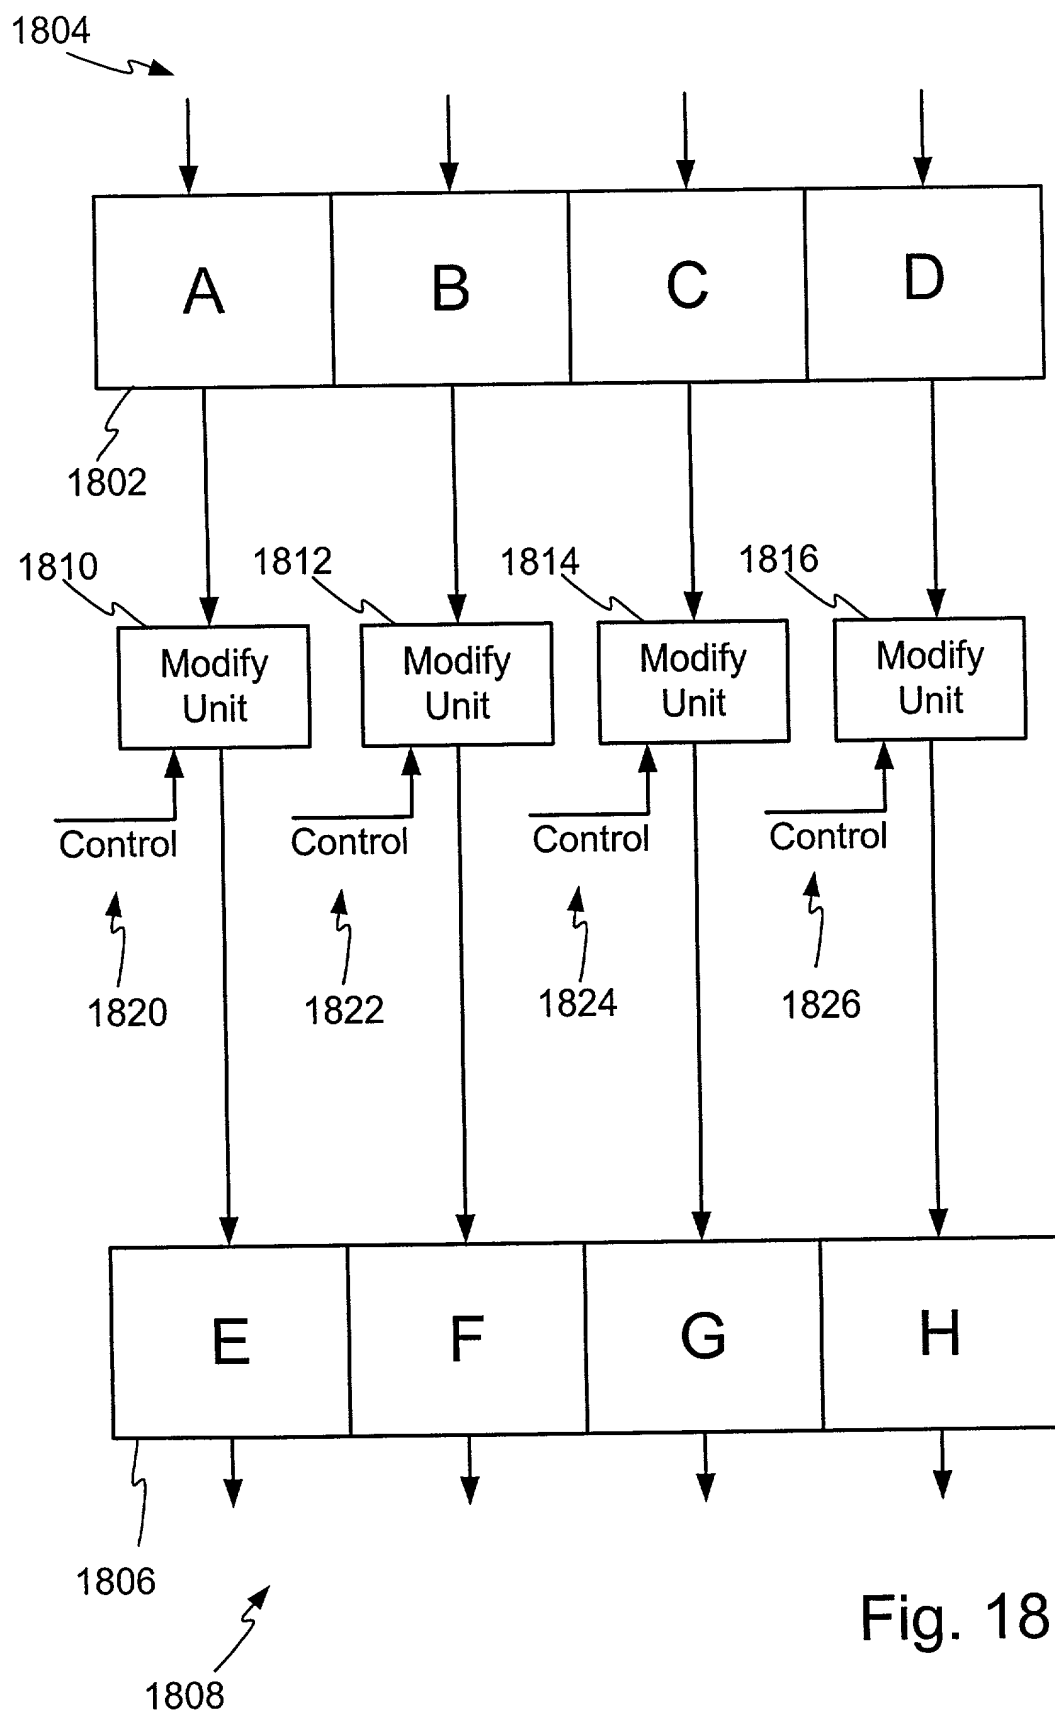 1804
A B C D
1802
1810 1812 1814 1816
Modify Unit
Modify Unit
Modify Unit
Modify Unit
Control Control Control Control
1820 1822 1824 1826
E F G H
1806
Fig. 18
1808